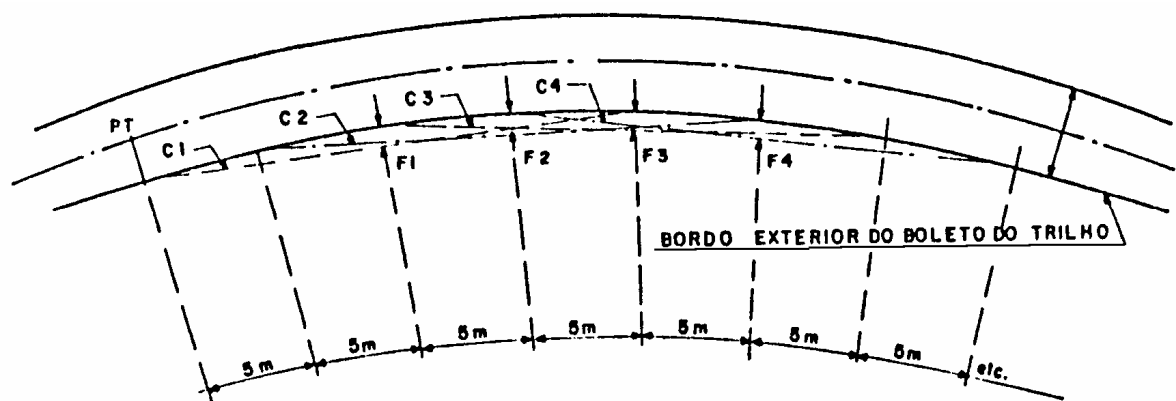 PT
C1
C2
C3
C4
F1
F2
F3
F4
BORDO EXTERIOR DO BOLETO DO TRILHO
5m
5m
5m
5m
5m
5m
5m
etc.